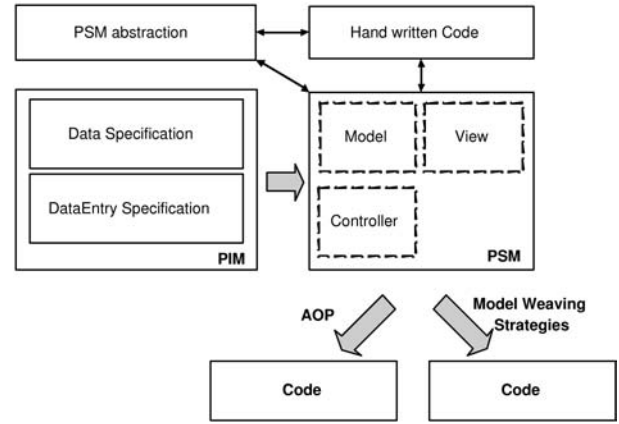 PSM abstraction
Hand written Code
Data Specification
DataEntry Specification
PIM
Model
View
Controller
PSM
AOP
Model Weaving
Strategies
Code
Code